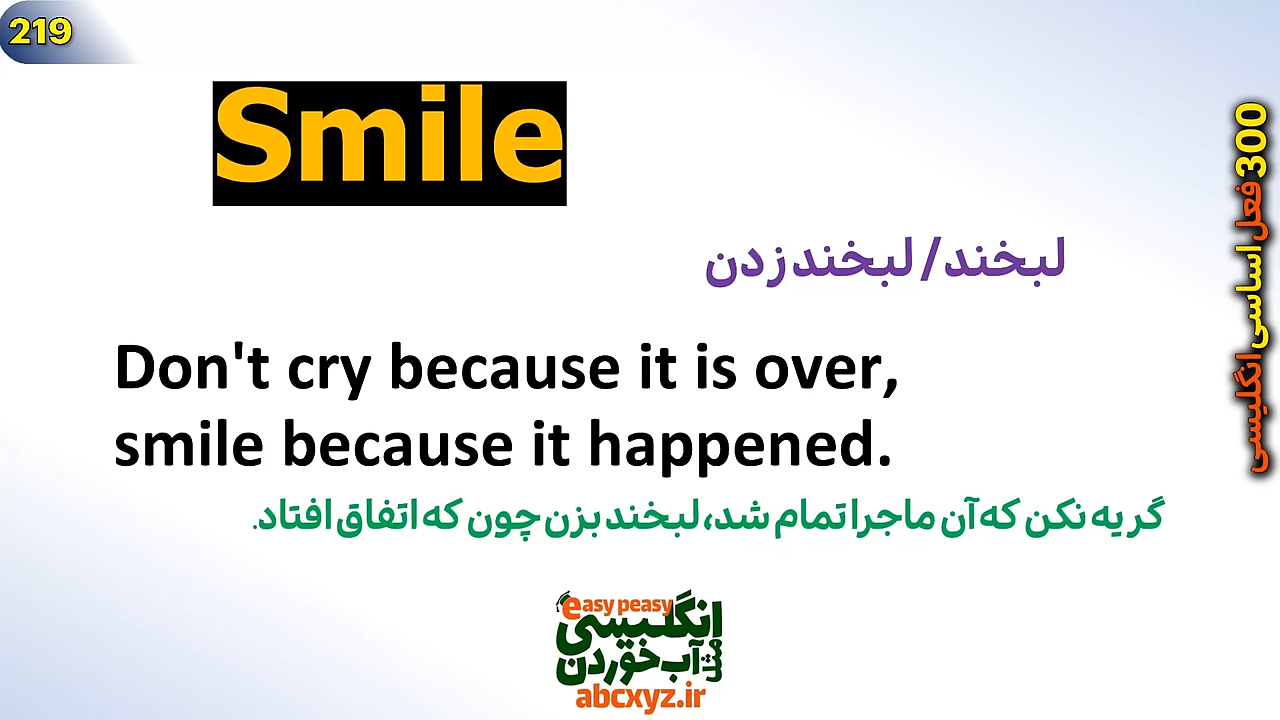 219
Smile
لبخند/ لبخند زدن
Don't cry because it is over,
smile because it happened.
گریه نکن که آن ماجرا تمام شد، لبخند بزن چون که اتفاق افتاد.
300 فعل اساسی انگلیسی
easy peasy
انگلیسی
مثل آب خوردن
abcxyz.ir